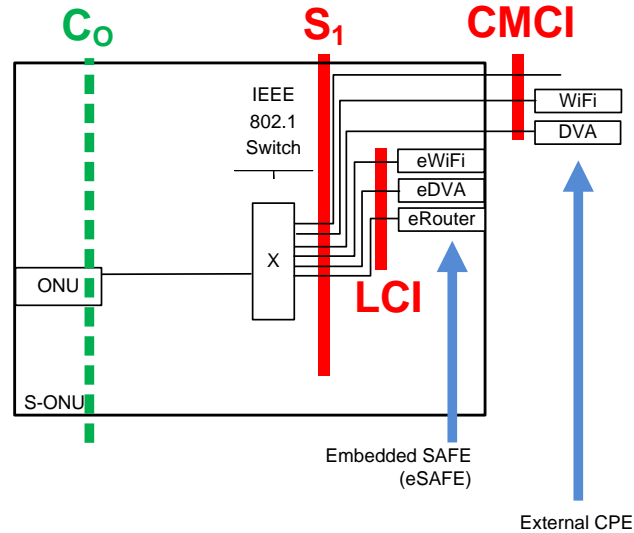 CO
S1
CMCI
IEEE
802.1
Switch
WiFi
DVA
eWiFi
eDVA
eRouter
X
ONU
LCI
S-ONU
Embedded SAFE
(eSAFE)
External CPE